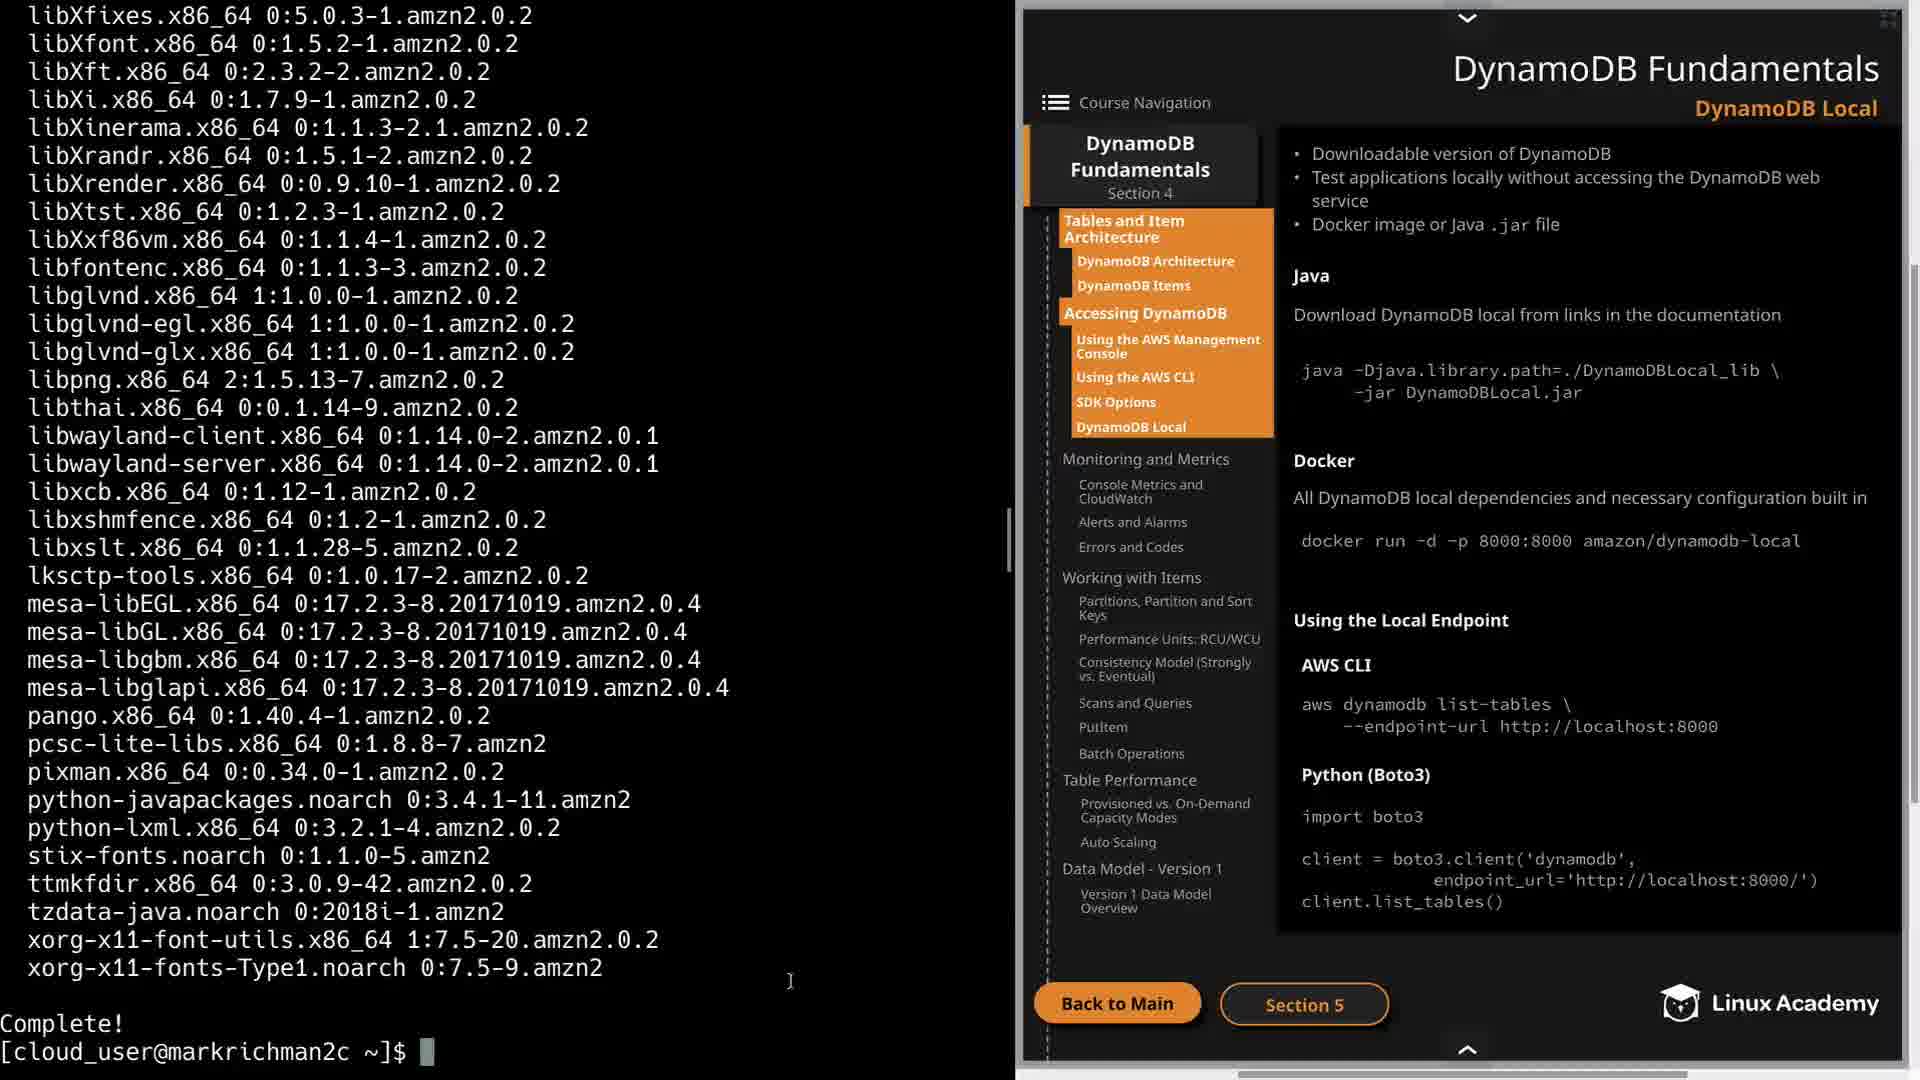 libXfixes.x86_64 0:5.0.3-1.amzn2.0.2
libXfont.x86_64 0:1.5.2-1.amzn2.0.2
libXft.x86_64 0:2.3.2-2.amzn2.0.2
libXi.x86_64 0:1.7.9-1.amzn2.0.2
libXinerama.x86_64 0:1.1.3-2.1.amzn2.0.2
libXrandr.x86_64 0:1.5.1-2.amzn2.0.2
libXrender.x86_64 0:0.9.10-1.amzn2.0.2
libXtst.x86_64 0:1.2.3-1.amzn2.0.2
libXxf86vm.x86_64 0:1.1.4-1.amzn2.0.2
libfontenc.x86_64 0:1.1.3-3.amzn2.0.2
libglvnd.x86_64 1:1.0.0-1.amzn2.0.2
libglvnd-egl.x86_64 1:1.0.0-1.amzn2.0.2
libglvnd-glx.x86_64 1:1.0.0-1.amzn2.0.2
libpng.x86_64 2:1.5.13-7.amzn2.0.2
libthai.x86_64 0:0.1.14-9.amzn2.0.2
libwayland-client.x86_64 0:1.14.0-2.amzn2.0.1
libwayland-server.x86_64 0:1.14.0-2.amzn2.0.1
libxcb.x86_64 0:1.12-1.amzn2.0.2
libxshmfence.x86_64 0:1.2-1.amzn2.0.2
libxslt.x86_64 0:1.1.28-5.amzn2.0.2
lksctp-tools.x86_64 0:1.0.17-2.amzn2.0.2
mesa-libEGL.x86_64 0:17.2.3-8.20171019.amzn2.0.4
mesa-libGL.x86_64 0:17.2.3-8.20171019.amzn2.0.4
mesa-libgbm.x86_64 0:17.2.3-8.20171019.amzn2.0.4
mesa-libglapi.x86_64 0:17.2.3-8.20171019.amzn2.0.4
pango.x86_64 0:1.40.4-1.amzn2.0.2
pcsc-lite-libs.x86_64 0:1.8.8-7.amzn2
pixman.x86_64 0:0.34.0-1.amzn2.0.2
python-javapackages.noarch 0:3.4.1-11.amzn2
python-lxml.x86_64 0:3.2.1-4.amzn2.0.2
stix-fonts.noarch 0:1.1.0-5.amzn2
ttmkfdir.x86_64 0:3.0.9-42.amzn2.0.2
tzdata-java.noarch 0:2018i-1.amzn2
xorg-x11-font-utils.x86_64 1:7.5-20.amzn2.0.2
xorg-x11-fonts-Type1.noarch 0:7.5-9.amzn2
Complete!
[cloud_user@markrichman2c ~]$
DynamoDB Fundamentals
DynamoDB Local
Course Navigation
DynamoDB
Fundamentals
Section 4
Tables and Item
Architecture
DynamoDB Architecture
DynamoDB Items
Accessing DynamoDB
Using the AWS Management
Console
Using the AWS CLI
SDK Options
DynamoDB Local
Monitoring and Metrics
Console Metrics and
CloudWatch
Alerts and Alarms
Errors and Codes
Working with Items
Partitions, Partition and Sort
Keys
Performance Units: RCU/WCU
Consistency Model (Strongly
vs. Eventual)
Scans and Queries
PutItem
Batch Operations
Table Performance
Provisioned vs. On-Demand
Capacity Modes
Auto Scaling
Data Model - Version 1
Version 1 Data Model
Overview
• Downloadable version of DynamoDB
• Test applications locally without accessing the DynamoDB web
service
• Docker image or Java .jar file
Java
Download DynamoDB local from links in the documentation
java -Djava.library.path=./DynamoDBLocal_lib \
-jar DynamoDBLocal.jar
Docker
All DynamoDB local dependencies and necessary configuration built in
docker run -d -p 8000:8000 amazon/dynamodb-local
Using the Local Endpoint
AWS CLI
aws dynamodb list-tables \
--endpoint-url http://localhost:8000
Python (Boto3)
import boto3
client = boto3.client('dynamodb',
endpoint_url='http://localhost:8000/')
client.list_tables()
Back to Main
Section 5
Linux Academy